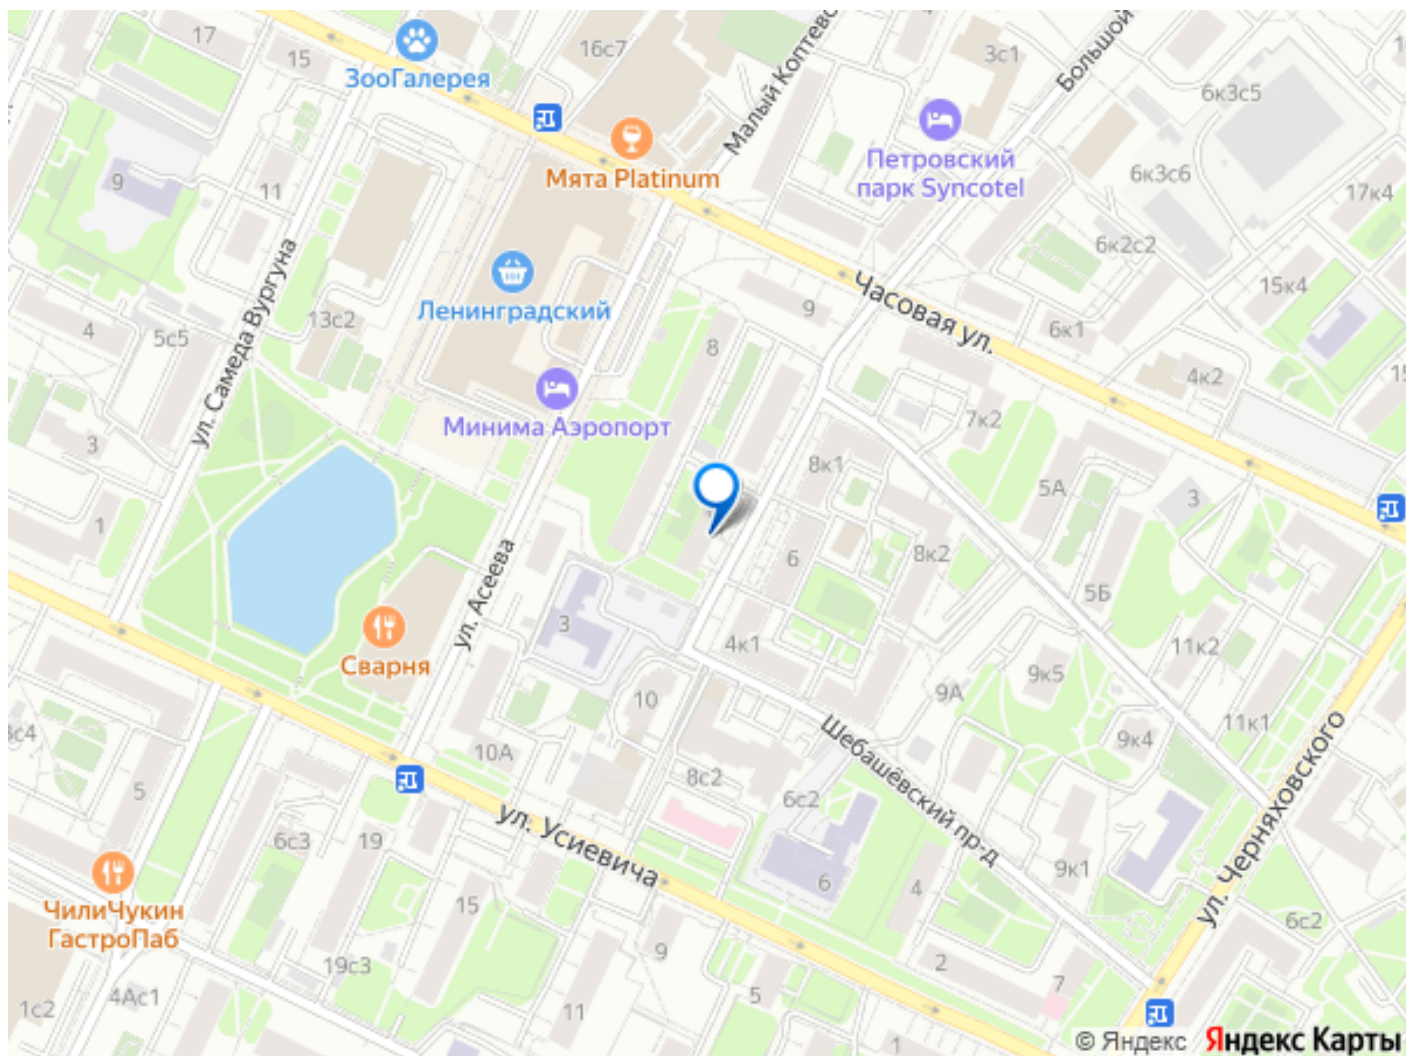 17
15
ЗооГалерея
16с7
Малый Коптевс
Большой
3с1
6к3с5
Мята Platinum
Петровский
парк Syncotel
6к3с6
17к4
9
11
6к2с2
15к4
ул. Самеда Вургуна
Ленинградский
13с2
4
5с5
8
9
Часовая ул.
6к1
4к2
15
Минима Аэропорт
7к2
3
8к1
5А
3
1
ул. Асеева
6
8к2
5Б
3
4к1
11к2
Сварня
10
9А
9к5
11к1
3с4
10А
8с2
Шебашёвский пр-д
9к4
ул. Черняховского
5
6с2
ул. Усиевича
6с3
19
9к1
6
4
ЧилиЧукин
ГастроПаб
15
6с2
19с3
9
2
7
4Ас1
1с2
11
5
1
© Яндекс Яндекс Карты